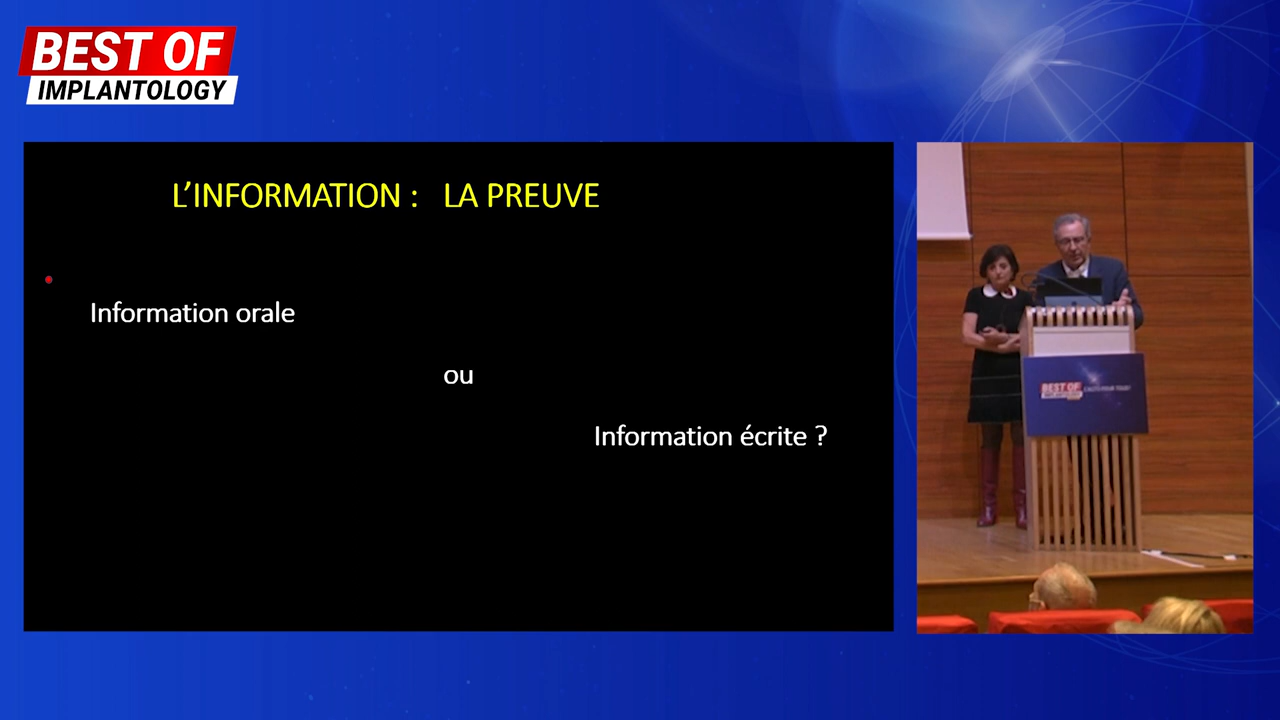 BEST OF
IMPLANTOLOGY
L'INFORMATION : LA PREUVE
Information orale
ou
Information écrite ?
BEST OF